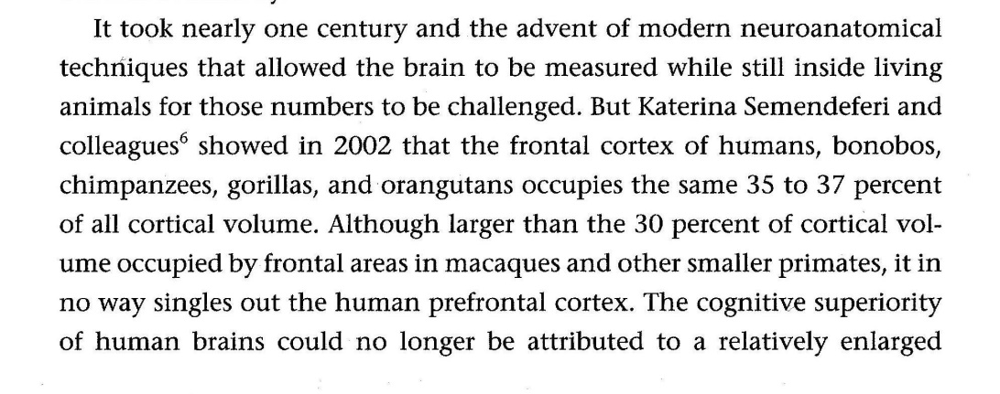 It took nearly one century and the advent of modern neuroanatomical
techniques that allowed the brain to be measured while still inside living
animals for those numbers to be challenged. But Katerina Semendeferi and
colleagues⁶ showed in 2002 that the frontal cortex of humans, bonobos,
chimpanzees, gorillas, and orangutans occupies the same 35 to 37 percent
of all cortical volume. Although larger than the 30 percent of cortical vol-
ume occupied by frontal areas in macaques and other smaller primates, it in
no way singles out the human prefrontal cortex. The cognitive superiority
of human brains could no longer be attributed to a relatively enlarged